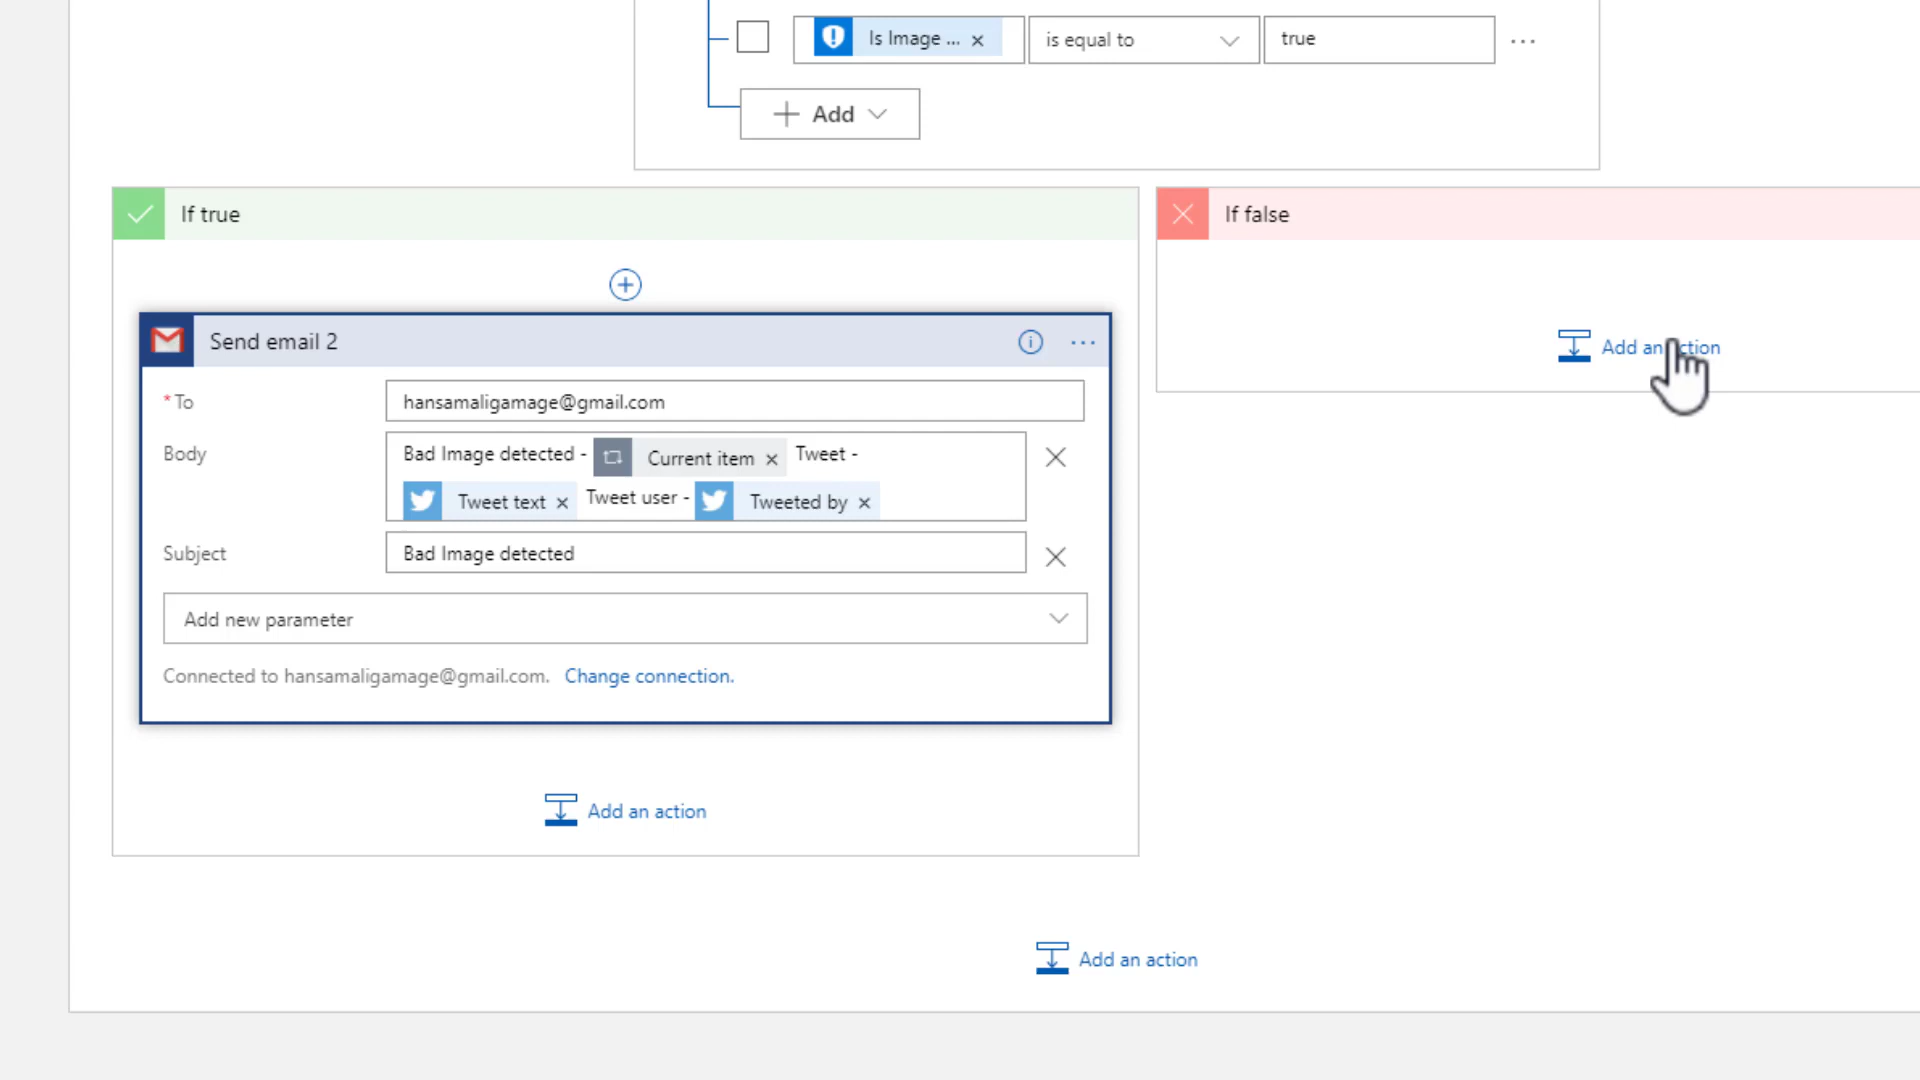 Is Image ... is equal to true
Add
If true
If false
Send email 2
Add an action
* To hansamaligamage@gmail.com
Body Bad Image detected - Current item Tweet -
Tweet text Tweet user - Tweeted by
Subject Bad Image detected
Add new parameter
Connected to hansamaligamage@gmail.com. Change connection.
Add an action
Add an action